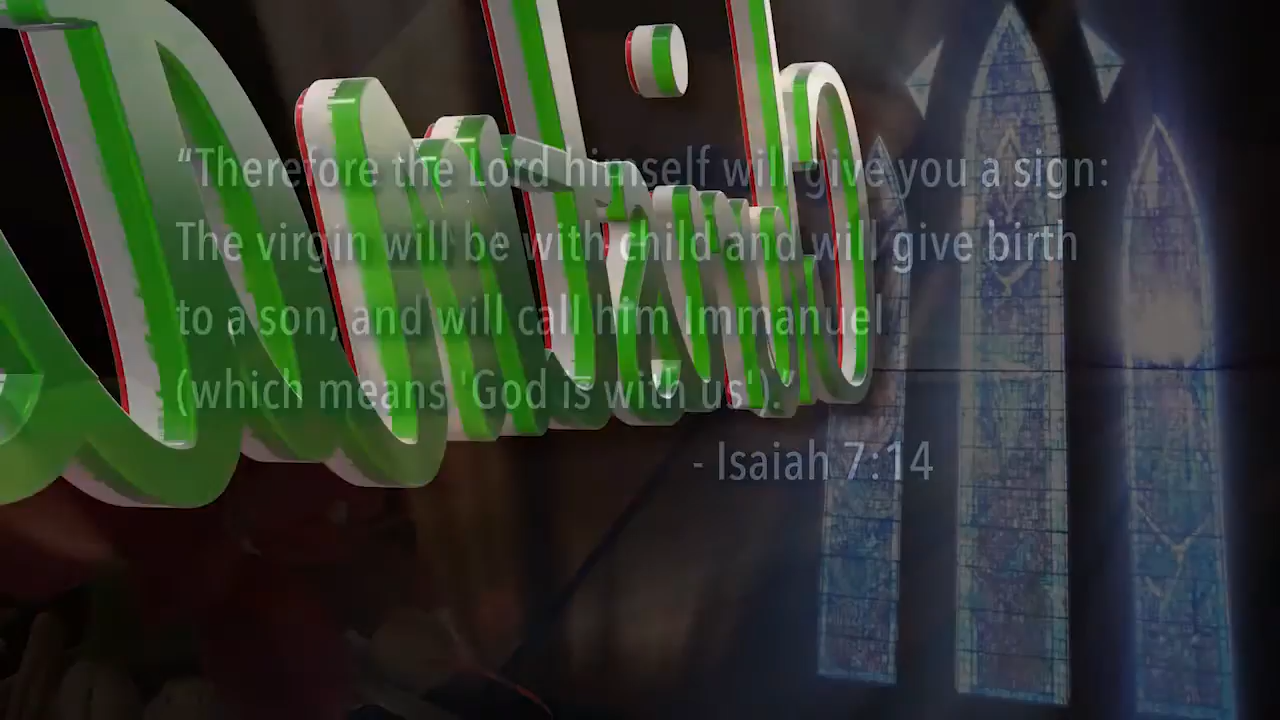 “Therefore the Lord himself will give you a sign:
The virgin will be with child and will give birth
to a son, and will call him Immanuel
(which means 'God is with us').”
- Isaiah 7:14